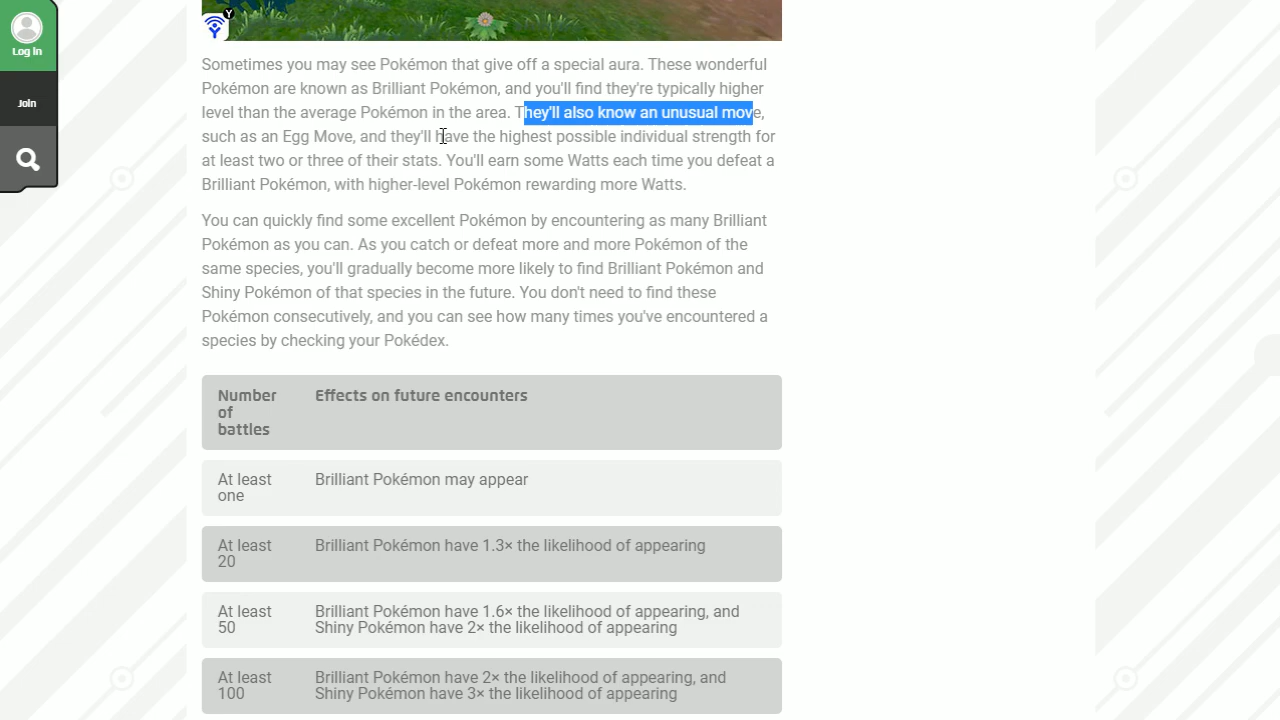 Y
Log In
Join
Sometimes you may see Pokémon that give off a special aura. These wonderful
Pokémon are known as Brilliant Pokémon, and you'll find they're typically higher
level than the average Pokémon in the area. They'll also know an unusual move,
such as an Egg Move, and they'll have the highest possible individual strength for
at least two or three of their stats. You'll earn some Watts each time you defeat a
Brilliant Pokémon, with higher-level Pokémon rewarding more Watts.
You can quickly find some excellent Pokémon by encountering as many Brilliant
Pokémon as you can. As you catch or defeat more and more Pokémon of the
same species, you'll gradually become more likely to find Brilliant Pokémon and
Shiny Pokémon of that species in the future. You don't need to find these
Pokémon consecutively, and you can see how many times you've encountered a
species by checking your Pokédex.
Number
of
battles
Effects on future encounters
At least
one
Brilliant Pokémon may appear
At least
20
Brilliant Pokémon have 1.3× the likelihood of appearing
At least
50
Brilliant Pokémon have 1.6× the likelihood of appearing, and
Shiny Pokémon have 2× the likelihood of appearing
At least
100
Brilliant Pokémon have 2× the likelihood of appearing, and
Shiny Pokémon have 3× the likelihood of appearing